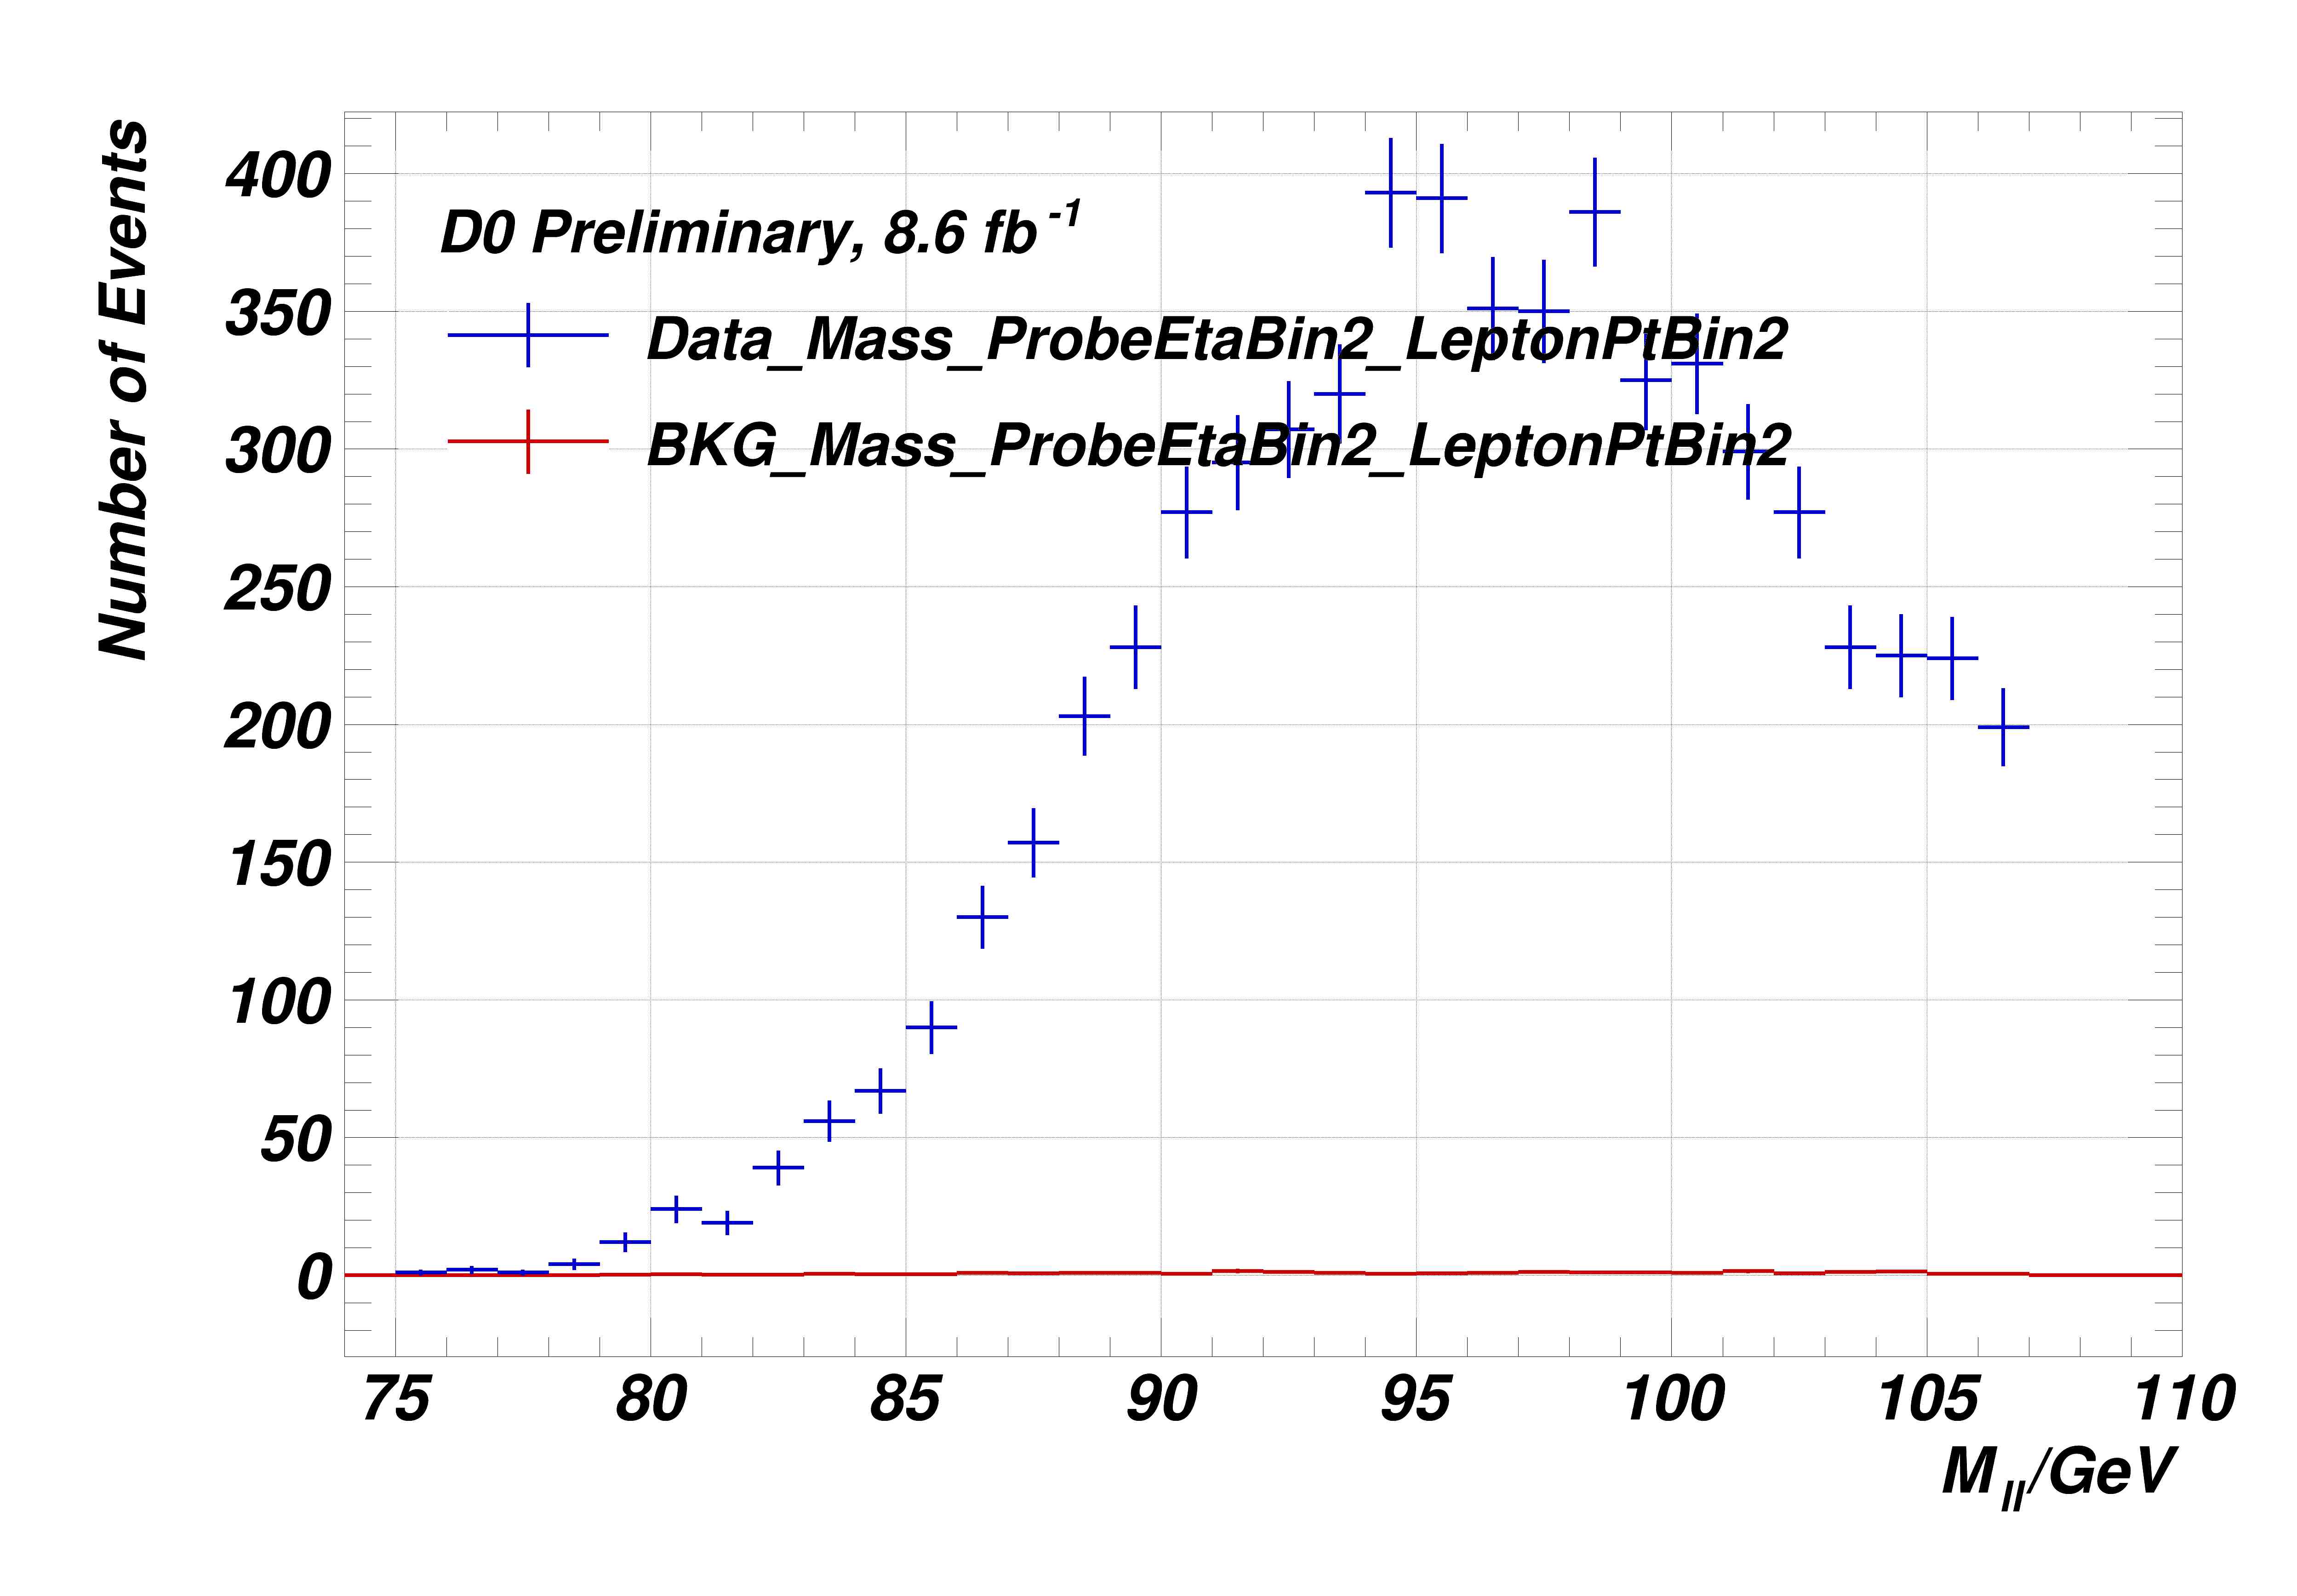 Number of Events
400
350
300
250
200
150
100
50
0
D0 Preliminary, 8.6 fb -1
Data_Mass_ProbeEtaBin2_LeptonPtBin2
BKG_Mass_ProbeEtaBin2_LeptonPtBin2
75 80 85 90 95 100 105 110
M ll/GeV